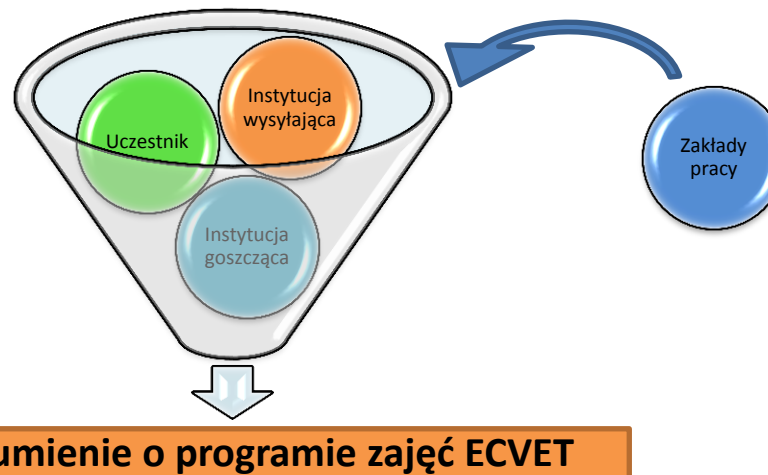 Instytucja
wysyłająca
Uczestnik
Zakłady
pracy
Instytucja
goszcząca
umienie o programie zajęć ECVET